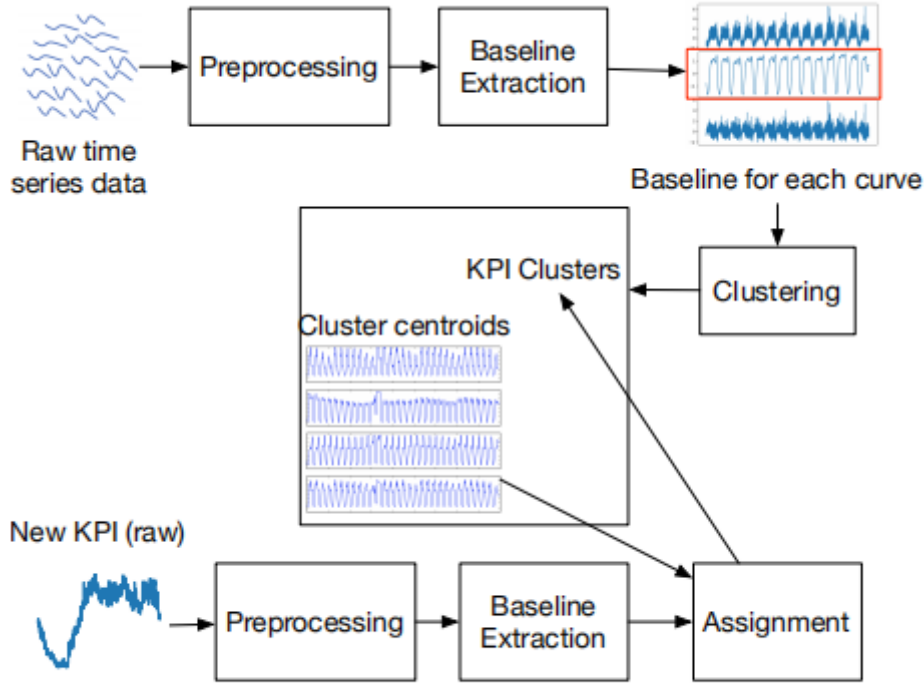 Preprocessing
Baseline
Extraction
Raw time
series data
Baseline for each curve
KPI Clusters
Clustering
Cluster centroids
New KPI (raw)
Preprocessing
Baseline
Extraction
Assignment